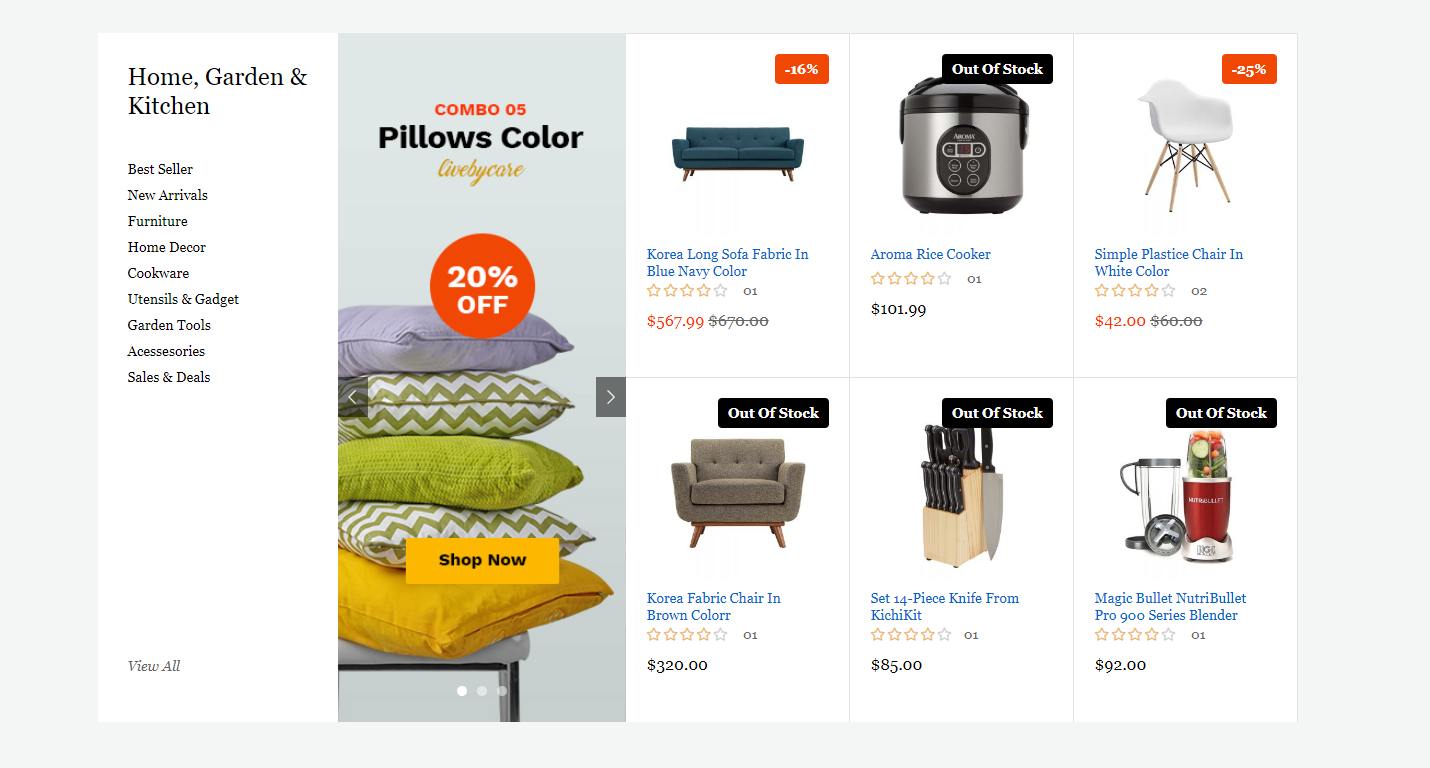 Home, Garden &
Kitchen
Best Seller
New Arrivals
Furniture
Home Decor
Cookware
Utensils & Gadget
Garden Tools
Acessesories
Sales & Deals
View All
COMBO 05
Pillows Color
livebycare
20%
OFF
Shop Now
-16%
Korea Long Sofa Fabric In
Blue Navy Color
01
$567.99 $670.00
Out Of Stock
AROMA
Aroma Rice Cooker
01
$101.99
-25%
Simple Plastice Chair In
White Color
02
$42.00 $60.00
Out Of Stock
Korea Fabric Chair In
Brown Colorr
01
$320.00
Out Of Stock
Set 14-Piece Knife From
KichiKit
01
$85.00
Out Of Stock
NUTRIBULLET
Magic Bullet NutriBullet
Pro 900 Series Blender
01
$92.00